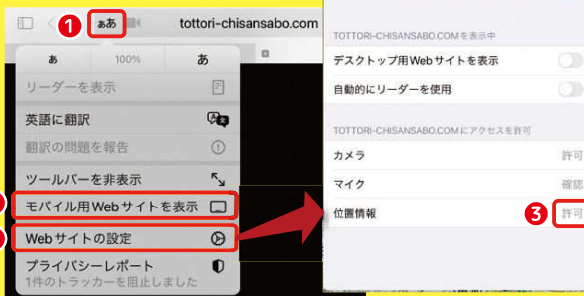 1
ぁあ
tottori-chisansabo.com
あ
100%
あ
リーダーを表示
英語に翻訳
翻訳の問題を報告
ツールバーを非表示
モバイル用Webサイトを表示
Webサイトの設定
プライバシーレポート
1件のトラッカーを阻止しました
TOTTORI-CHISANSABO.COMを表示中
デスクトップ用Webサイトを表示
自動的にリーダーを使用
TOTTORI-CHISANSABO.COMにアクセスを許可
カメラ
許可
マイク
確認
位置情報
3
許可